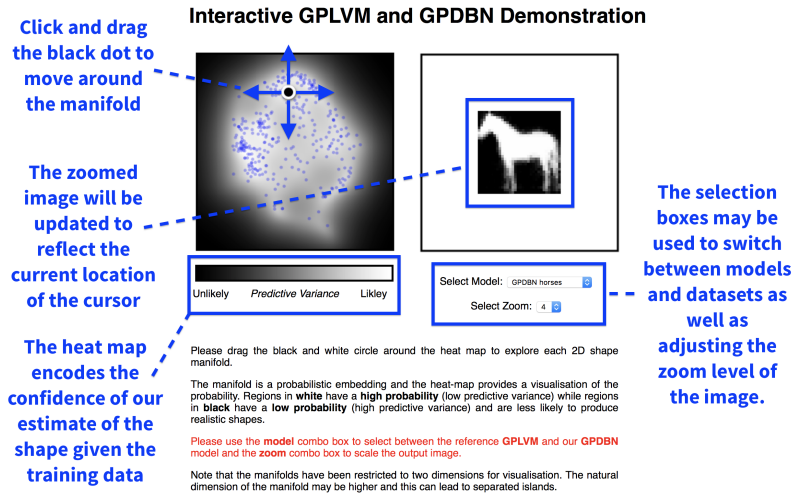 Interactive GPLVM and GPDBN Demonstration
Click and drag
the black dot to
move around
the manifold
The zoomed
image will be
updated to
reflect the
current location
of the cursor
The heat map
encodes the
confidence of our
estimate of the
shape given the
training data
Unlikely Predictive Variance Likley
Select Model: GPDBN horses
Select Zoom: 4
The selection
boxes may be
used to switch
between models
and datasets as
well as
adjusting the
zoom level of
the image.
Please drag the black and white circle around the heat map to explore each 2D shape
manifold.
The manifold is a probabilistic embedding and the heat-map provides a visualisation of the
probability. Regions in white have a high probability (low predictive variance) while regions
in black have a low probability (high predictive variance) and are less likely to produce
realistic shapes.
Please use the model combo box to select between the reference GPLVM and our GPDBN
model and the zoom combo box to scale the output image.
Note that the manifolds have been restricted to two dimensions for visualisation. The natural
dimension of the manifold may be higher and this can lead to separated islands.